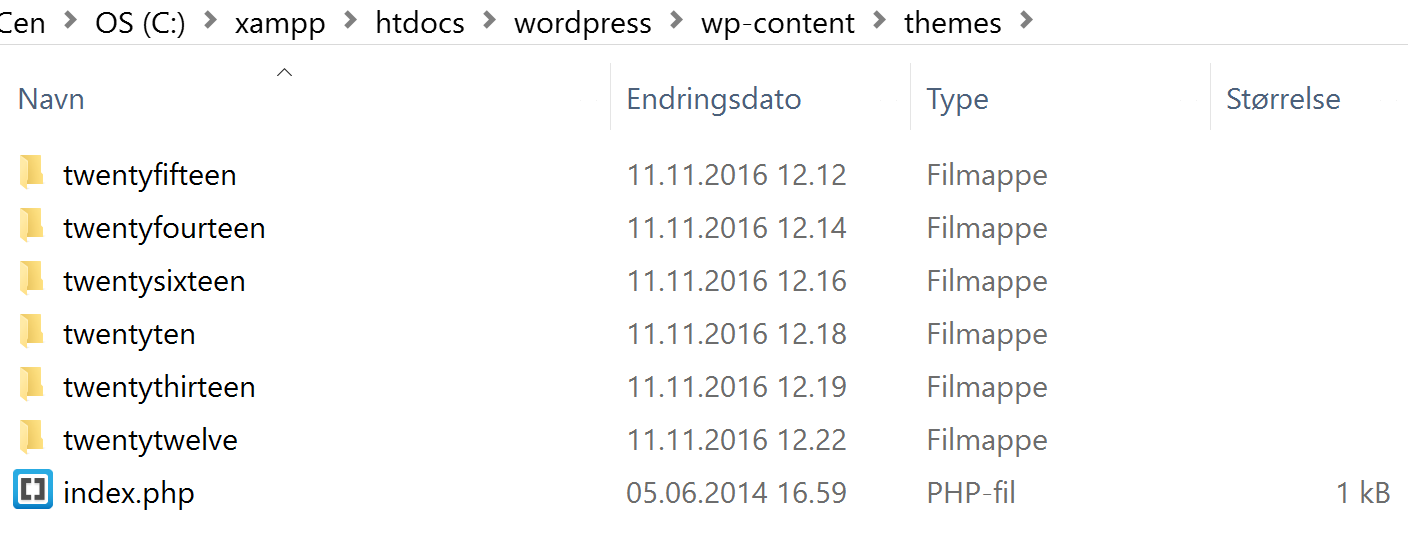 Cen > OS (C:) > xampp > htdocs > wordpress > wp-content > themes >
Navn Endringsdato Type Størrelse
twentyfifteen 11.11.2016 12.12 Filmappe
twentyfourteen 11.11.2016 12.14 Filmappe
twentysixteen 11.11.2016 12.16 Filmappe
twentyten 11.11.2016 12.18 Filmappe
twentythirteen 11.11.2016 12.19 Filmappe
twentytwelve 11.11.2016 12.22 Filmappe
index.php 05.06.2014 16.59 PHP-fil 1 kB